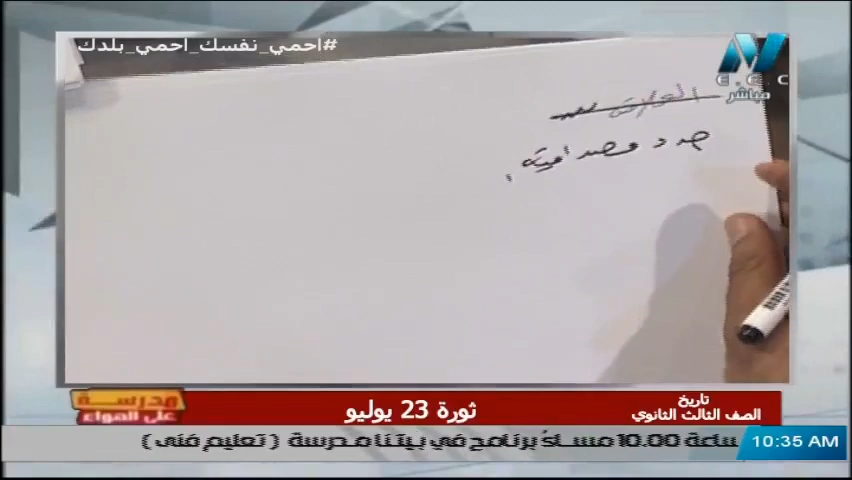 #احمي_نفسك_احمي_بلدك
E.E.C
مباشر
حدد مصداقية
مدرسة
على الهواء
ثورة 23 يوليو
تاريخ
الصف الثالث الثانوي
ساعة 10.00 مساءً برنامج في بيتنا مدرسة ( تعليم فنى )
10:35 AM